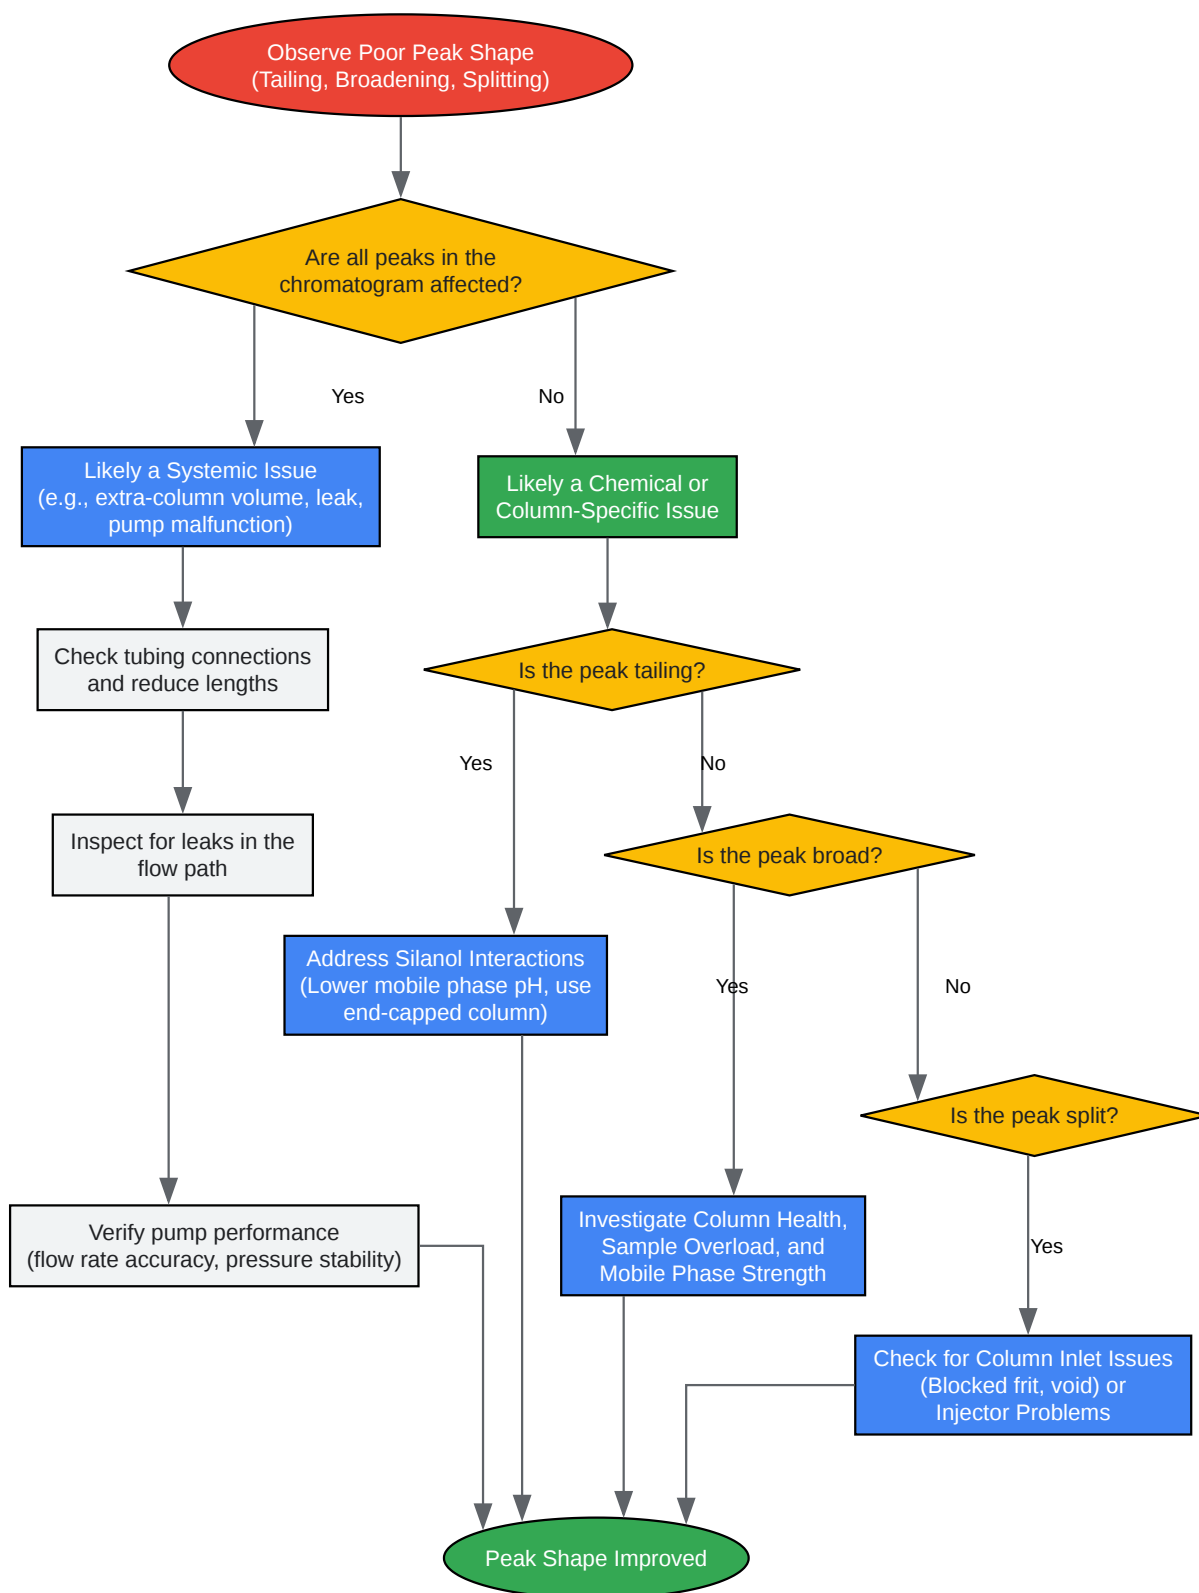 Observe Poor Peak Shape
(Tailing, Broadening, Splitting)
Are all peaks in the
chromatogram affected?
Yes
No
Likely a Systemic Issue
(e.g., extra-column volume, leak,
pump malfunction)
Likely a Chemical or
Column-Specific Issue
Check tubing connections
and reduce lengths
Is the peak tailing?
Yes
No
Inspect for leaks in the
flow path
Is the peak broad?
Address Silanol Interactions
(Lower mobile phase pH, use
end-capped column)
Yes
No
Is the peak split?
Verify pump performance
(flow rate accuracy, pressure stability)
Investigate Column Health,
Sample Overload, and
Mobile Phase Strength
Yes
Check for Column Inlet Issues
(Blocked frit, void) or
Injector Problems
Peak Shape Improved